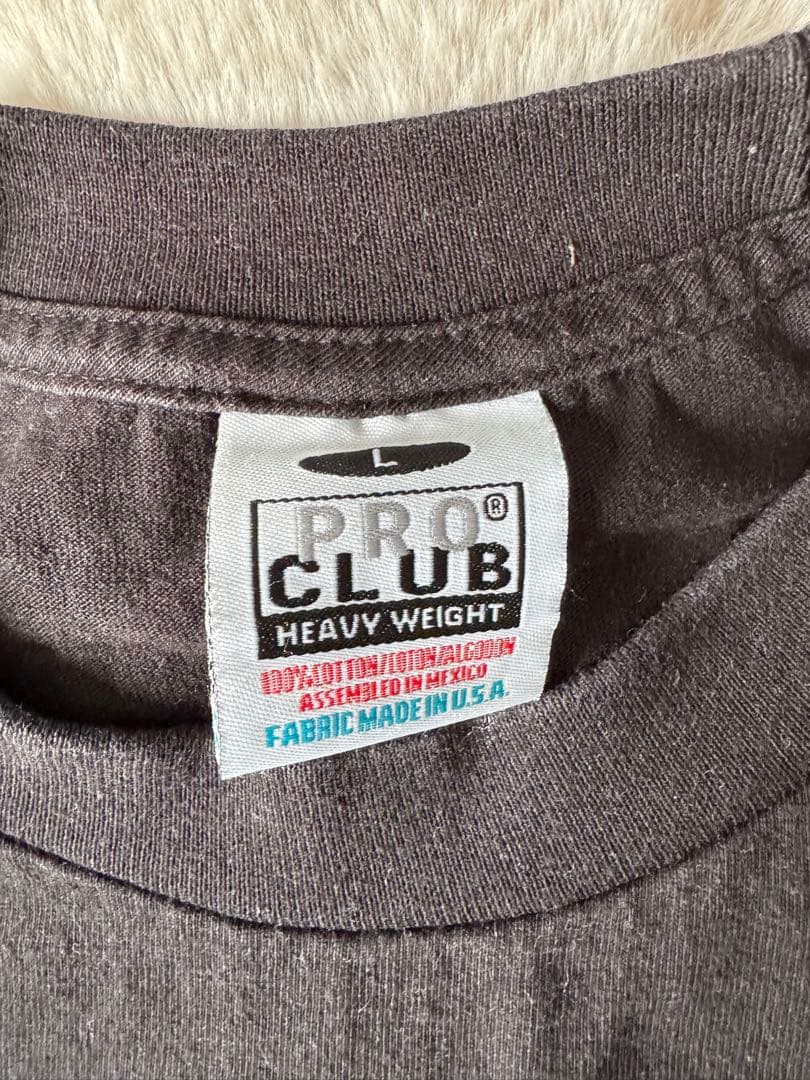 L
PRO®
CLUB
HEAVY WEIGHT
100% COTTON/COTON/ALGODON
ASSEMBLED IN MEXICO
FABRIC MADE IN U.S.A.